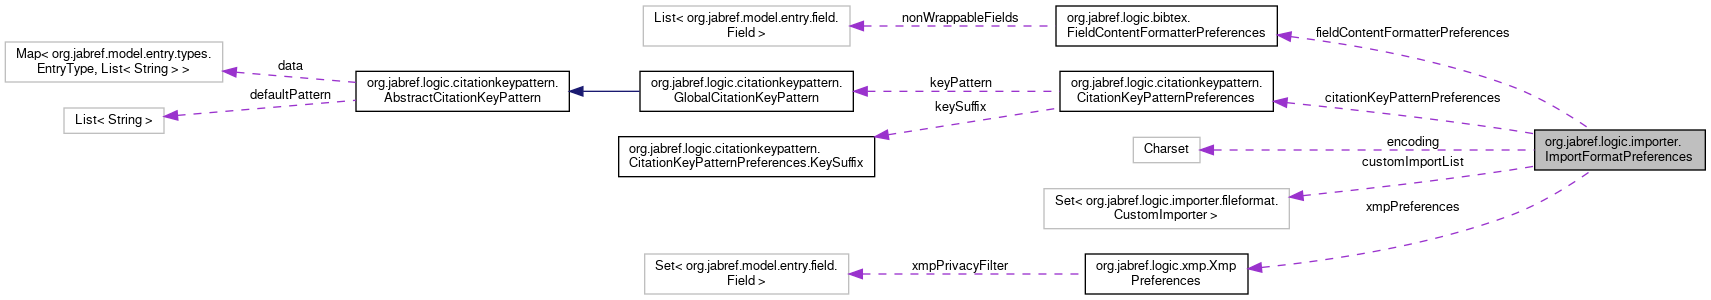 List< org.jabref.model.entry.field.
Field >
nonWrappableFields
org.jabref.logic.bibtex.
FieldContentFormatterPreferences
fieldContentFormatterPreferences
Map< org.jabref.model.entry.types.
EntryType, List< String > >
data
defaultPattern
List< String >
org.jabref.logic.citationkeypattern.
AbstractCitationKeyPattern
org.jabref.logic.citationkeypattern.
GlobalCitationKeyPattern
keyPattern
keySuffix
org.jabref.logic.citationkeypattern.
CitationKeyPatternPreferences
citationKeyPatternPreferences
org.jabref.logic.citationkeypattern.
CitationKeyPatternPreferences.KeySuffix
Charset
encoding
customImportList
org.jabref.logic.importer.
ImportFormatPreferences
Set< org.jabref.logic.importer.fileformat.
CustomImporter >
xmpPreferences
Set< org.jabref.model.entry.field.
Field >
xmpPrivacyFilter
org.jabref.logic.xmp.Xmp
Preferences